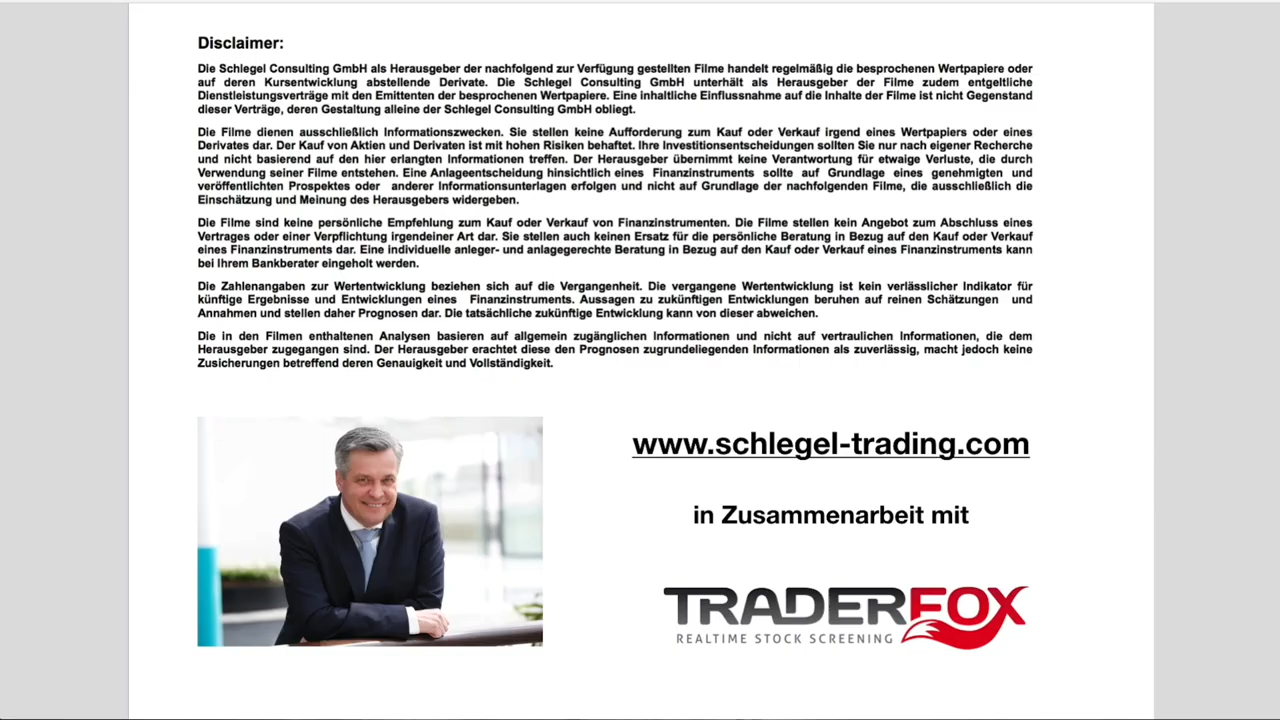 Disclaimer:
Die Schlegel Consulting GmbH als Herausgeber der nachfolgend zur Verfügung gestellten Filme handelt regelmäßig die besprochenen Wertpapiere oder
auf deren Kursentwicklung abstellende Derivate. Die Schlegel Consulting GmbH unterhält als Herausgeber der Filme zudem entgeltliche
Dienstleistungsverträge mit den Emittenten der besprochenen Wertpapiere. Eine inhaltliche Einflussnahme auf die Inhalte der Filme ist nicht Gegenstand
dieser Verträge, deren Gestaltung alleine der Schlegel Consulting GmbH obliegt.
Die Filme dienen ausschließlich Informationszwecken. Sie stellen keine Aufforderung zum Kauf oder Verkauf irgend eines Wertpapiers oder eines
Derivates dar. Der Kauf von Aktien und Derivaten ist mit hohen Risiken behaftet. Ihre Investitionsentscheidungen sollten Sie nur nach eigener Recherche
und nicht basierend auf den hier erlangten Informationen treffen. Der Herausgeber übernimmt keine Verantwortung für etwaige Verluste, die durch
Verwendung seiner Filme entstehen. Eine Anlageentscheidung hinsichtlich eines Finanzinstruments sollte auf Grundlage eines genehmigten und
veröffentlichten Prospektes oder anderer Informationsunterlagen erfolgen und nicht auf Grundlage der nachfolgenden Filme, die ausschließlich die
Einschätzung und Meinung des Herausgebers widergeben.
Die Filme sind keine persönliche Empfehlung zum Kauf oder Verkauf von Finanzinstrumenten. Die Filme stellen kein Angebot zum Abschluss eines
Vertrages oder einer Verpflichtung irgendeiner Art dar. Sie stellen auch keinen Ersatz für die persönliche Beratung in Bezug auf den Kauf oder Verkauf
eines Finanzinstruments dar. Eine individuelle anleger- und anlagegerechte Beratung in Bezug auf den Kauf oder Verkauf eines Finanzinstruments kann
bei Ihrem Bankberater eingeholt werden.
Die Zahlenangaben zur Wertentwicklung beziehen sich auf die Vergangenheit. Die vergangene Wertentwicklung ist kein verlässlicher Indikator für
künftige Ergebnisse und Entwicklungen eines Finanzinstruments. Aussagen zu zukünftigen Entwicklungen beruhen auf reinen Schätzungen und
Annahmen und stellen daher Prognosen dar. Die tatsächliche zukünftige Entwicklung kann von dieser abweichen.
Die in den Filmen enthaltenen Analysen basieren auf allgemein zugänglichen Informationen und nicht auf vertraulichen Informationen, die dem
Herausgeber zugegangen sind. Der Herausgeber erachtet diese den Prognosen zugrundeliegenden Informationen als zuverlässig, macht jedoch keine
Zusicherungen betreffend deren Genauigkeit und Vollständigkeit.
www.schlegel-trading.com
in Zusammenarbeit mit
TRADERFOX
REALTIME STOCK SCREENING